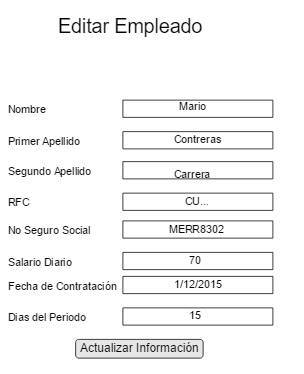 Editar Empleado
Nombre Mario
Primer Apellido Contreras
Segundo Apellido Carrera
RFC CU...
No Seguro Social MERR8302
Salario Diario 70
Fecha de Contratación 1/12/2015
Dias del Periodo 15
Actualizar Información